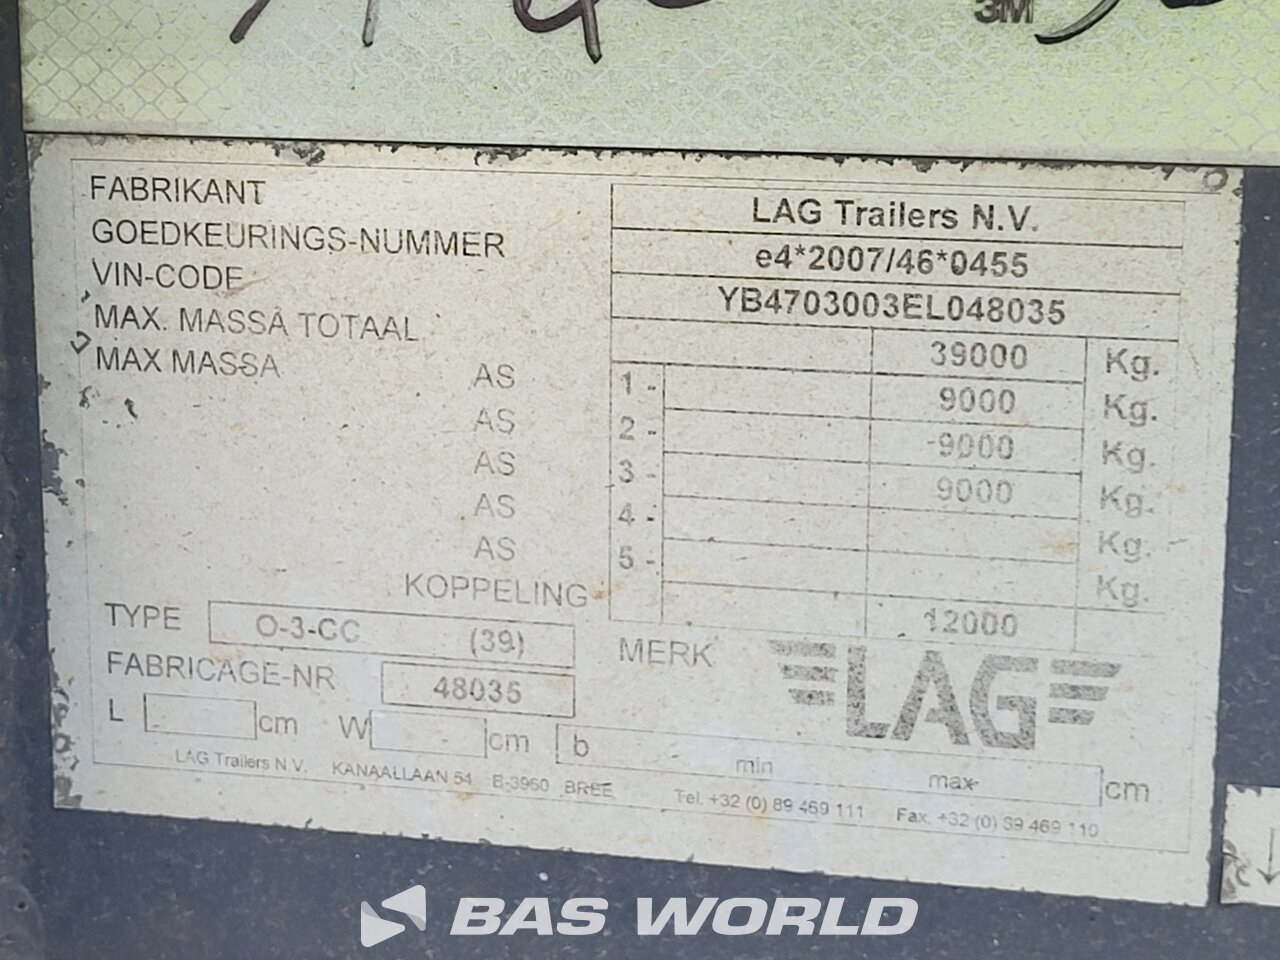 3M
FABRIKANT LAG Trailers N.V.
GOEDKEURINGS-NUMMER e4*2007/46*0455
VIN-CODE YB4703003EL048035
MAX. MASSA TOTAAL 39000 Kg.
MAX MASSA AS 1 - 9000 Kg.
AS 2 - 9000 Kg.
AS 3 - 9000 Kg.
AS 4 - Kg.
AS 5 - Kg.
KOPPELING 12000
TYPE O-3-CC (39)
MERK LAG
FABRICAGE-NR 48035
L cm W cm b min max cm
LAG Trailers N.V. KANAALLAAN 54 B-3960 BREE Tel. +32 (0) 89 469 111 Fax. +32 (0) 89 469 110
BAS WORLD